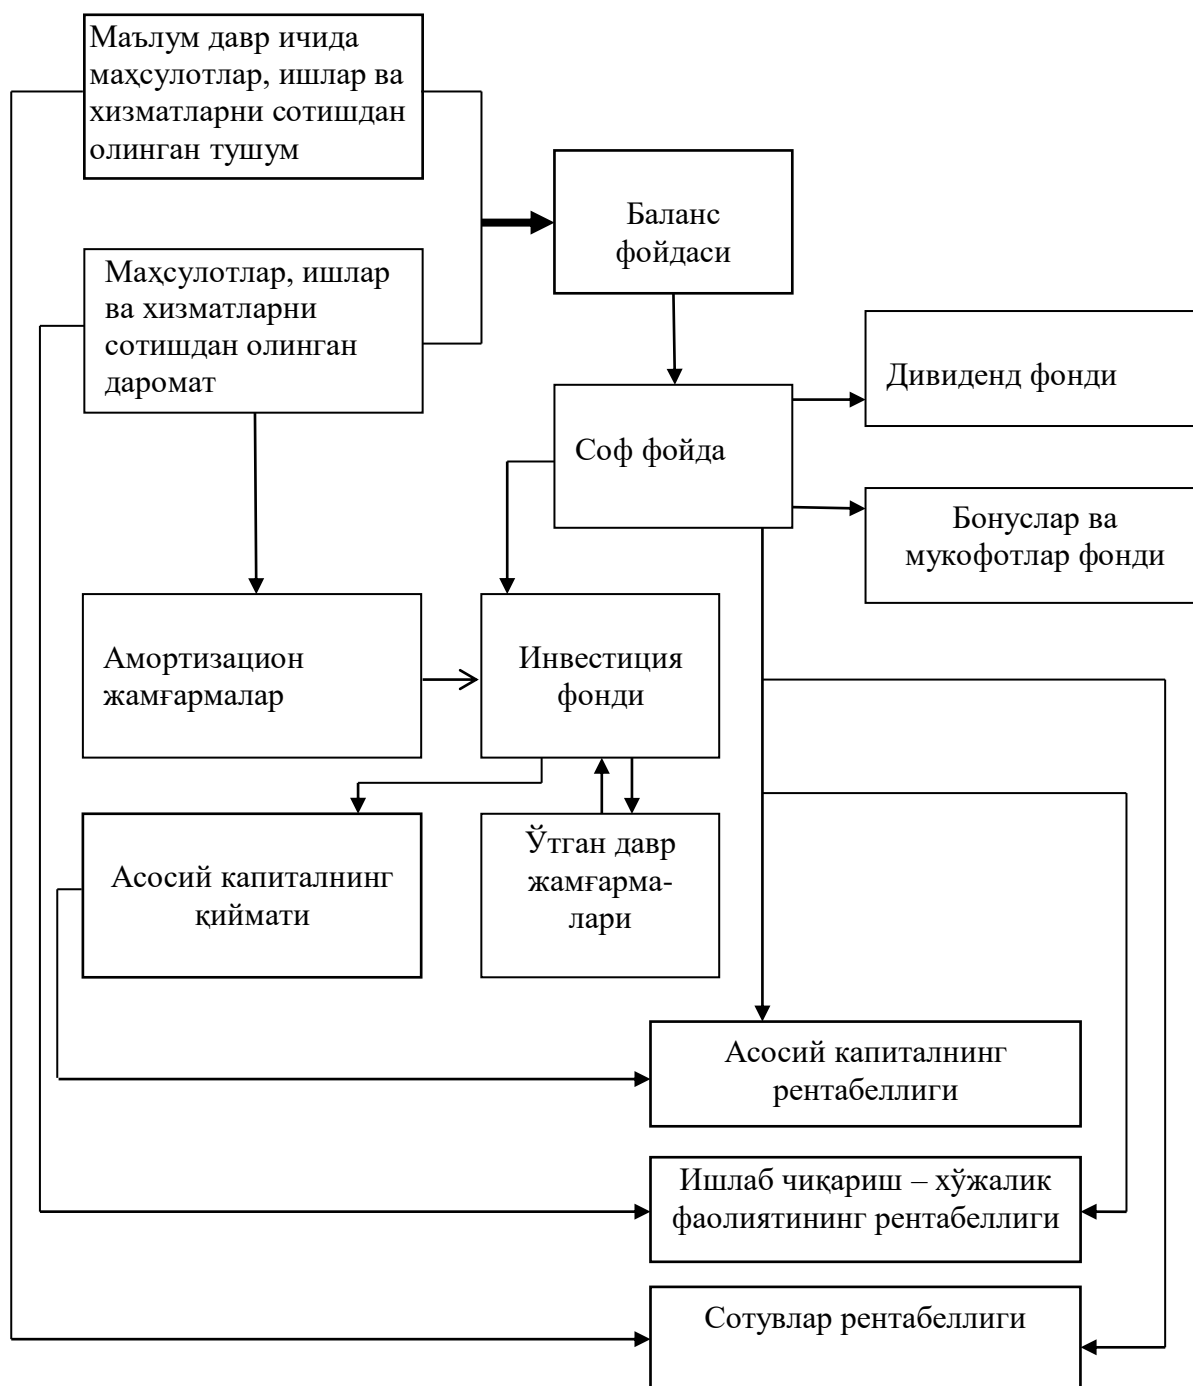 Маълум давр ичида
маҳсулотлар, ишлар ва
хизматларни сотишдан
олинган тушум
Баланс
фойдаси
Маҳсулотлар, ишлар
ва хизматларни
сотишдан олинган
даромат
Дивиденд фонди
Соф фойда
Бонуслар ва
мукофотлар фонди
Амортизацион
жамғармалар
Инвестиция
фонди
Асосий капиталнинг
қиймати
Ўтган давр
жамғарма-
лари
Асосий капиталнинг
рентабеллиги
Ишлаб чиқариш – хўжалик
фаолиятининг рентабеллиги
Сотувлар рентабеллиги